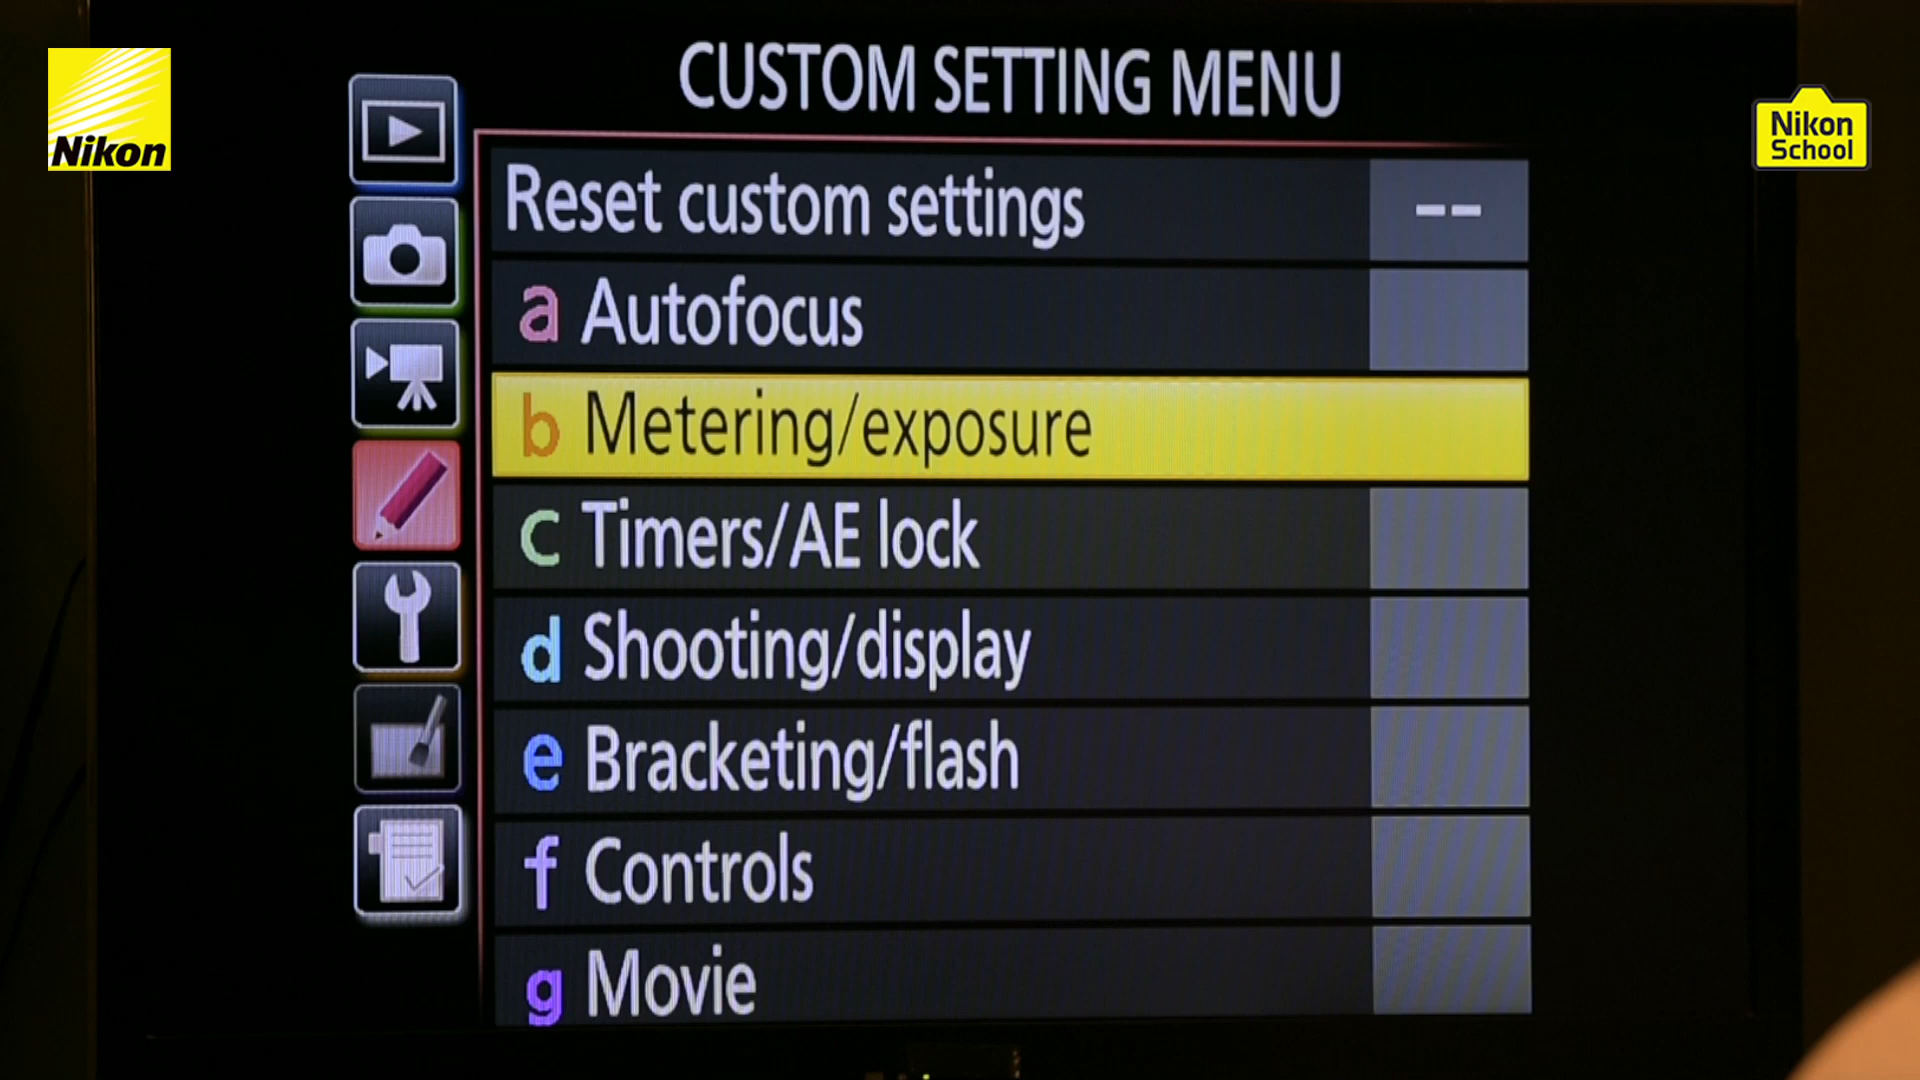 CUSTOM SETTING MENU
Nikon
Nikon
School
Reset custom settings --
a Autofocus
b Metering/exposure
c Timers/AE lock
d Shooting/display
e Bracketing/flash
f Controls
g Movie